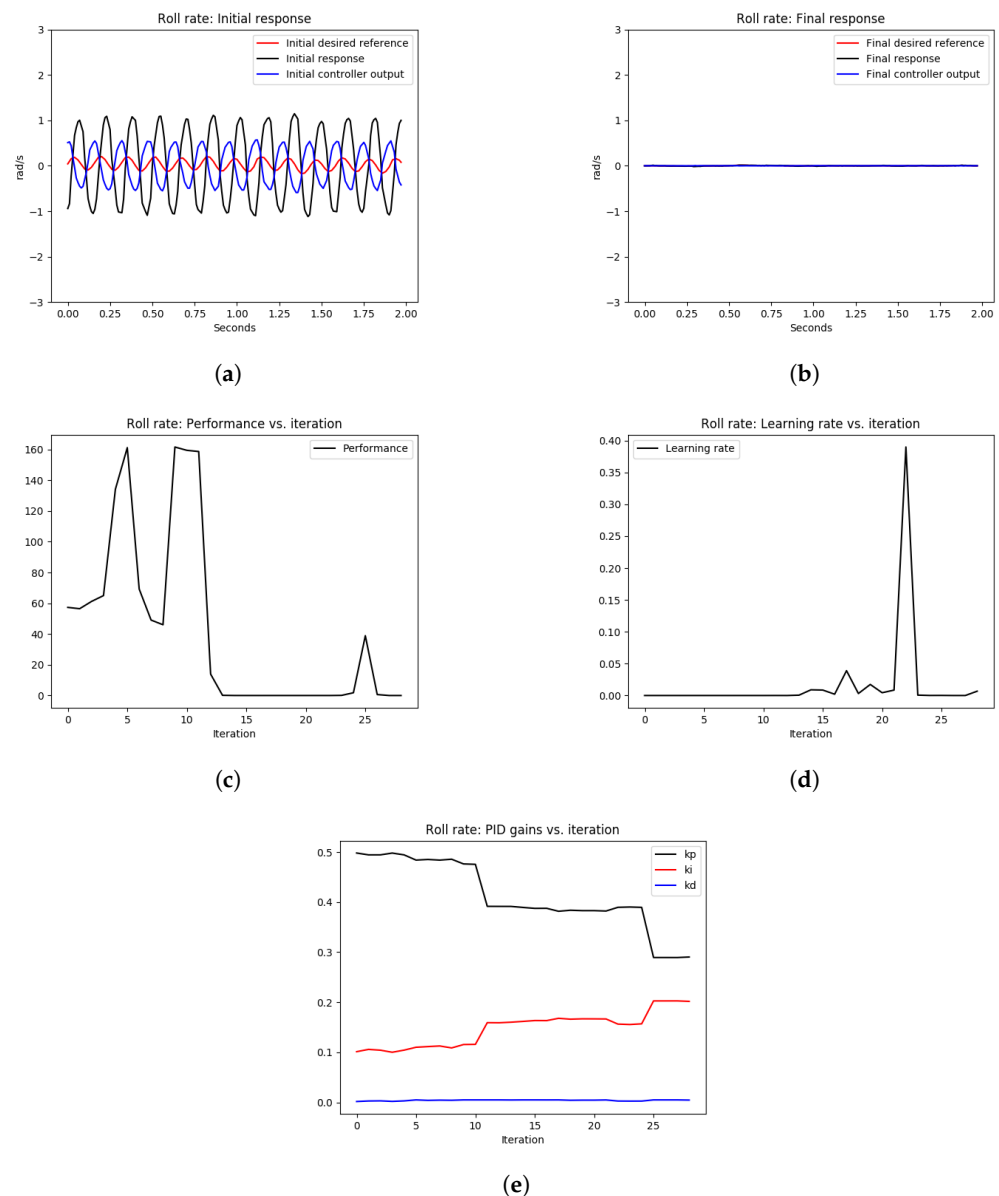 Roll rate: Initial response
3
2
1
0
−1
−2
−3
rad/s
Initial desired reference
Initial response
Initial controller output
0.00 0.25 0.50 0.75 1.00 1.25 1.50 1.75 2.00
Seconds
(a)
Roll rate: Final response
3
2
1
0
−1
−2
−3
rad/s
Final desired reference
Final response
Final controller output
0.00 0.25 0.50 0.75 1.00 1.25 1.50 1.75 2.00
Seconds
(b)
Roll rate: Performance vs. iteration
160
140
120
100
80
60
40
20
0
Performance
0 5 10 15 20 25
Iteration
(c)
Roll rate: Learning rate vs. iteration
0.40
0.35
0.30
0.25
0.20
0.15
0.10
0.05
0.00
Learning rate
0 5 10 15 20 25
Iteration
(d)
Roll rate: PID gains vs. iteration
0.5
0.4
0.3
0.2
0.1
0.0
kp
ki
kd
0 5 10 15 20 25
Iteration
(e)